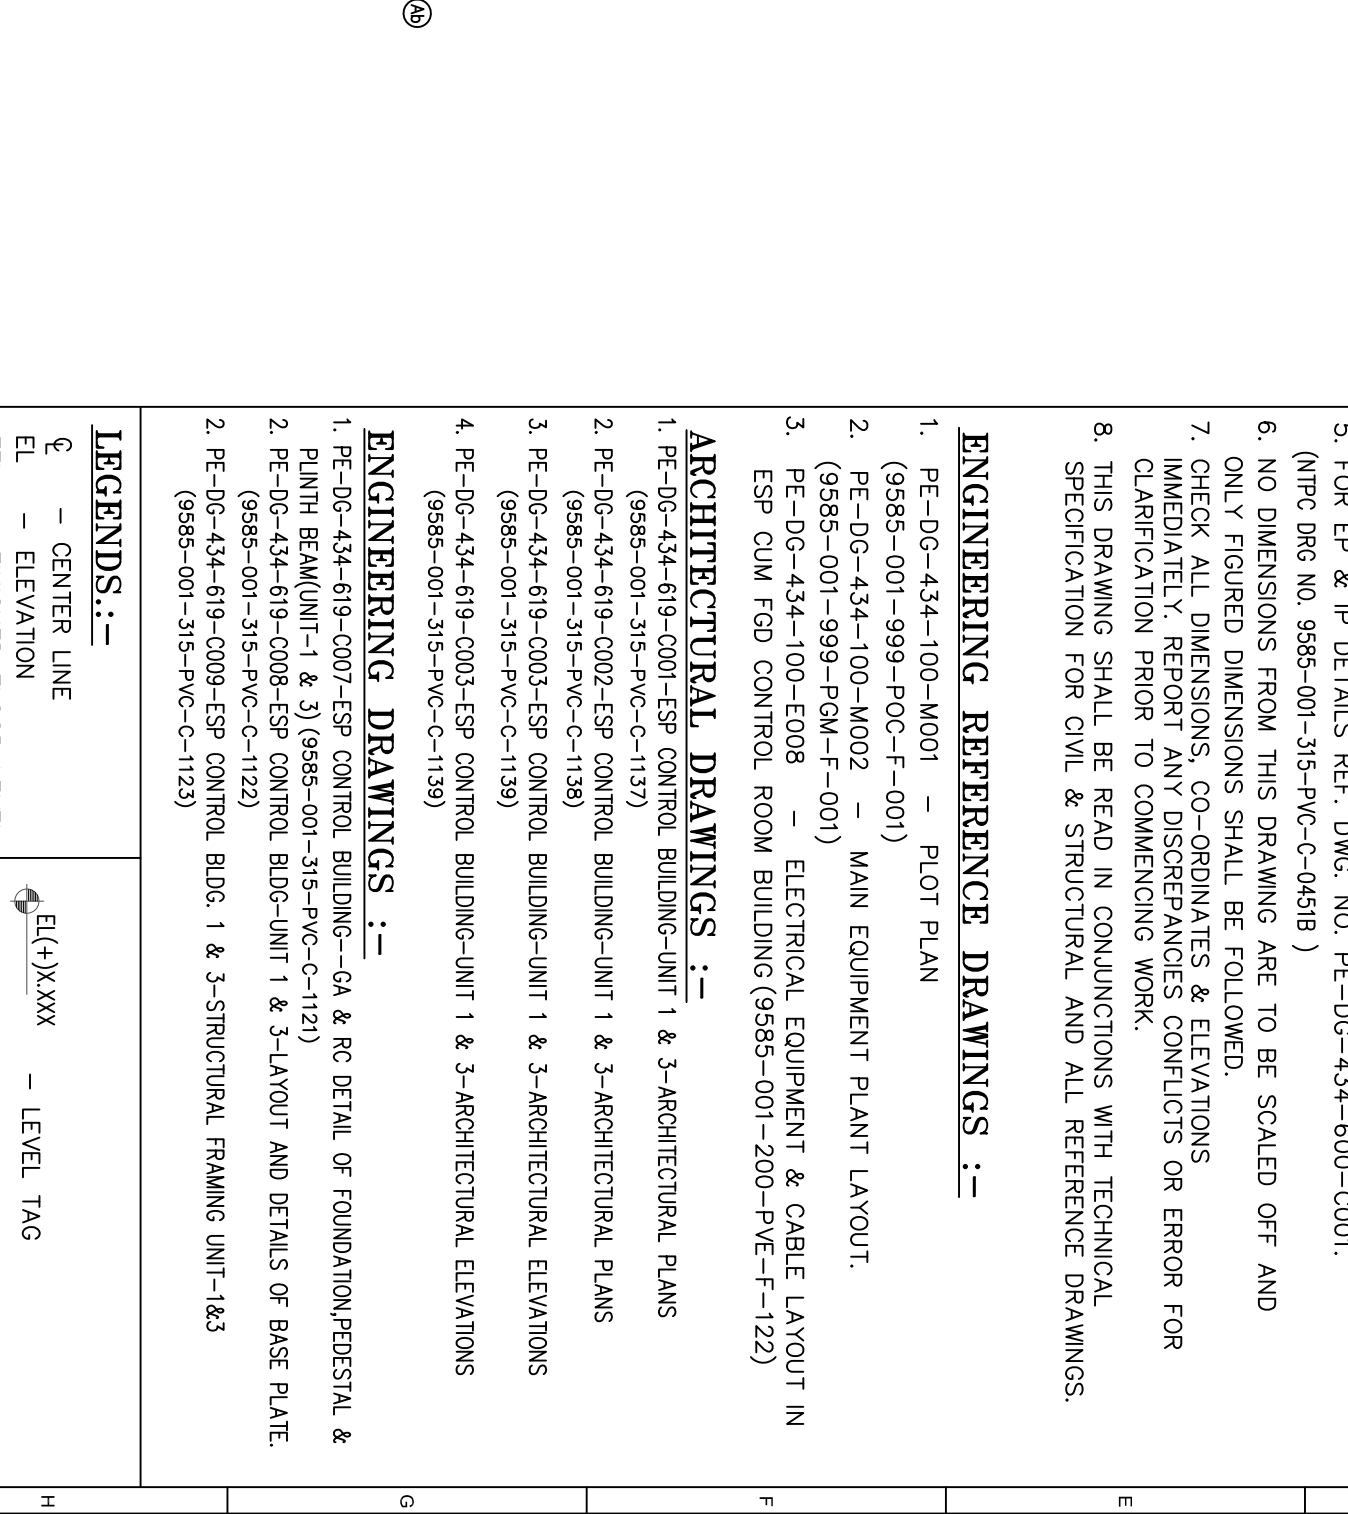 5. FOR EP & IP DETAILS REF. DWG. NO. PE-DG-434-600-C001.
(NTPC DRG NO. 9585-001-315-PVC-C-0451B )
6. NO DIMENSIONS FROM THIS DRAWING ARE TO BE SCALED OFF AND
ONLY FIGURED DIMENSIONS SHALL BE FOLLOWED.
7. CHECK ALL DIMENSIONS, CO-ORDINATES & ELEVATIONS
IMMEDIATELY. REPORT ANY DISCREPANCIES CONFLICTS OR ERROR FOR
CLARIFICATION PRIOR TO COMMENCING WORK.
8. THIS DRAWING SHALL BE READ IN CONJUNCTIONS WITH TECHNICAL
SPECIFICATION FOR CIVIL & STRUCTURAL AND ALL REFERENCE DRAWINGS.
ENGINEERING REFERENCE DRAWINGS :-
1. PE-DG-434-100-M001 - PLOT PLAN
(9585-001-999-POC-F-001)
2. PE-DG-434-100-M002 - MAIN EQUIPMENT PLANT LAYOUT.
(9585-001-999-PGM-F-001)
3. PE-DG-434-100-E008 - ELECTRICAL EQUIPMENT & CABLE LAYOUT IN
ESP CUM FGD CONTROL ROOM BUILDING (9585-001-200-PVE-F-122)
ARCHITECTURAL DRAWINGS :-
1. PE-DG-434-619-C001-ESP CONTROL BUILDING-UNIT 1 & 3-ARCHITECTURAL PLANS
(9585-001-315-PVC-C-1137)
2. PE-DG-434-619-C002-ESP CONTROL BUILDING-UNIT 1 & 3-ARCHITECTURAL PLANS
(9585-001-315-PVC-C-1138)
3. PE-DG-434-619-C003-ESP CONTROL BUILDING-UNIT 1 & 3-ARCHITECTURAL ELEVATIONS
(9585-001-315-PVC-C-1139)
4. PE-DG-434-619-C003-ESP CONTROL BUILDING-UNIT 1 & 3-ARCHITECTURAL ELEVATIONS
(9585-001-315-PVC-C-1139)
ENGINEERING DRAWINGS :-
1. PE-DG-434-619-C007-ESP CONTROL BUILDING--GA & RC DETAIL OF FOUNDATION,PEDESTAL &
PLINTH BEAM(UNIT-1 & 3) (9585-001-315-PVC-C-1121)
2. PE-DG-434-619-C008-ESP CONTROL BLDG-UNIT 1 & 3-LAYOUT AND DETAILS OF BASE PLATE.
(9585-001-315-PVC-C-1122)
2. PE-DG-434-619-C009-ESP CONTROL BLDG. 1 & 3-STRUCTURAL FRAMING UNIT-1&3
(9585-001-315-PVC-C-1123)
LEGENDS.:-
℄ - CENTER LINE
EL - ELEVATION
EL(+)X.XXX - LEVEL TAG
Ab
E
F
G
H